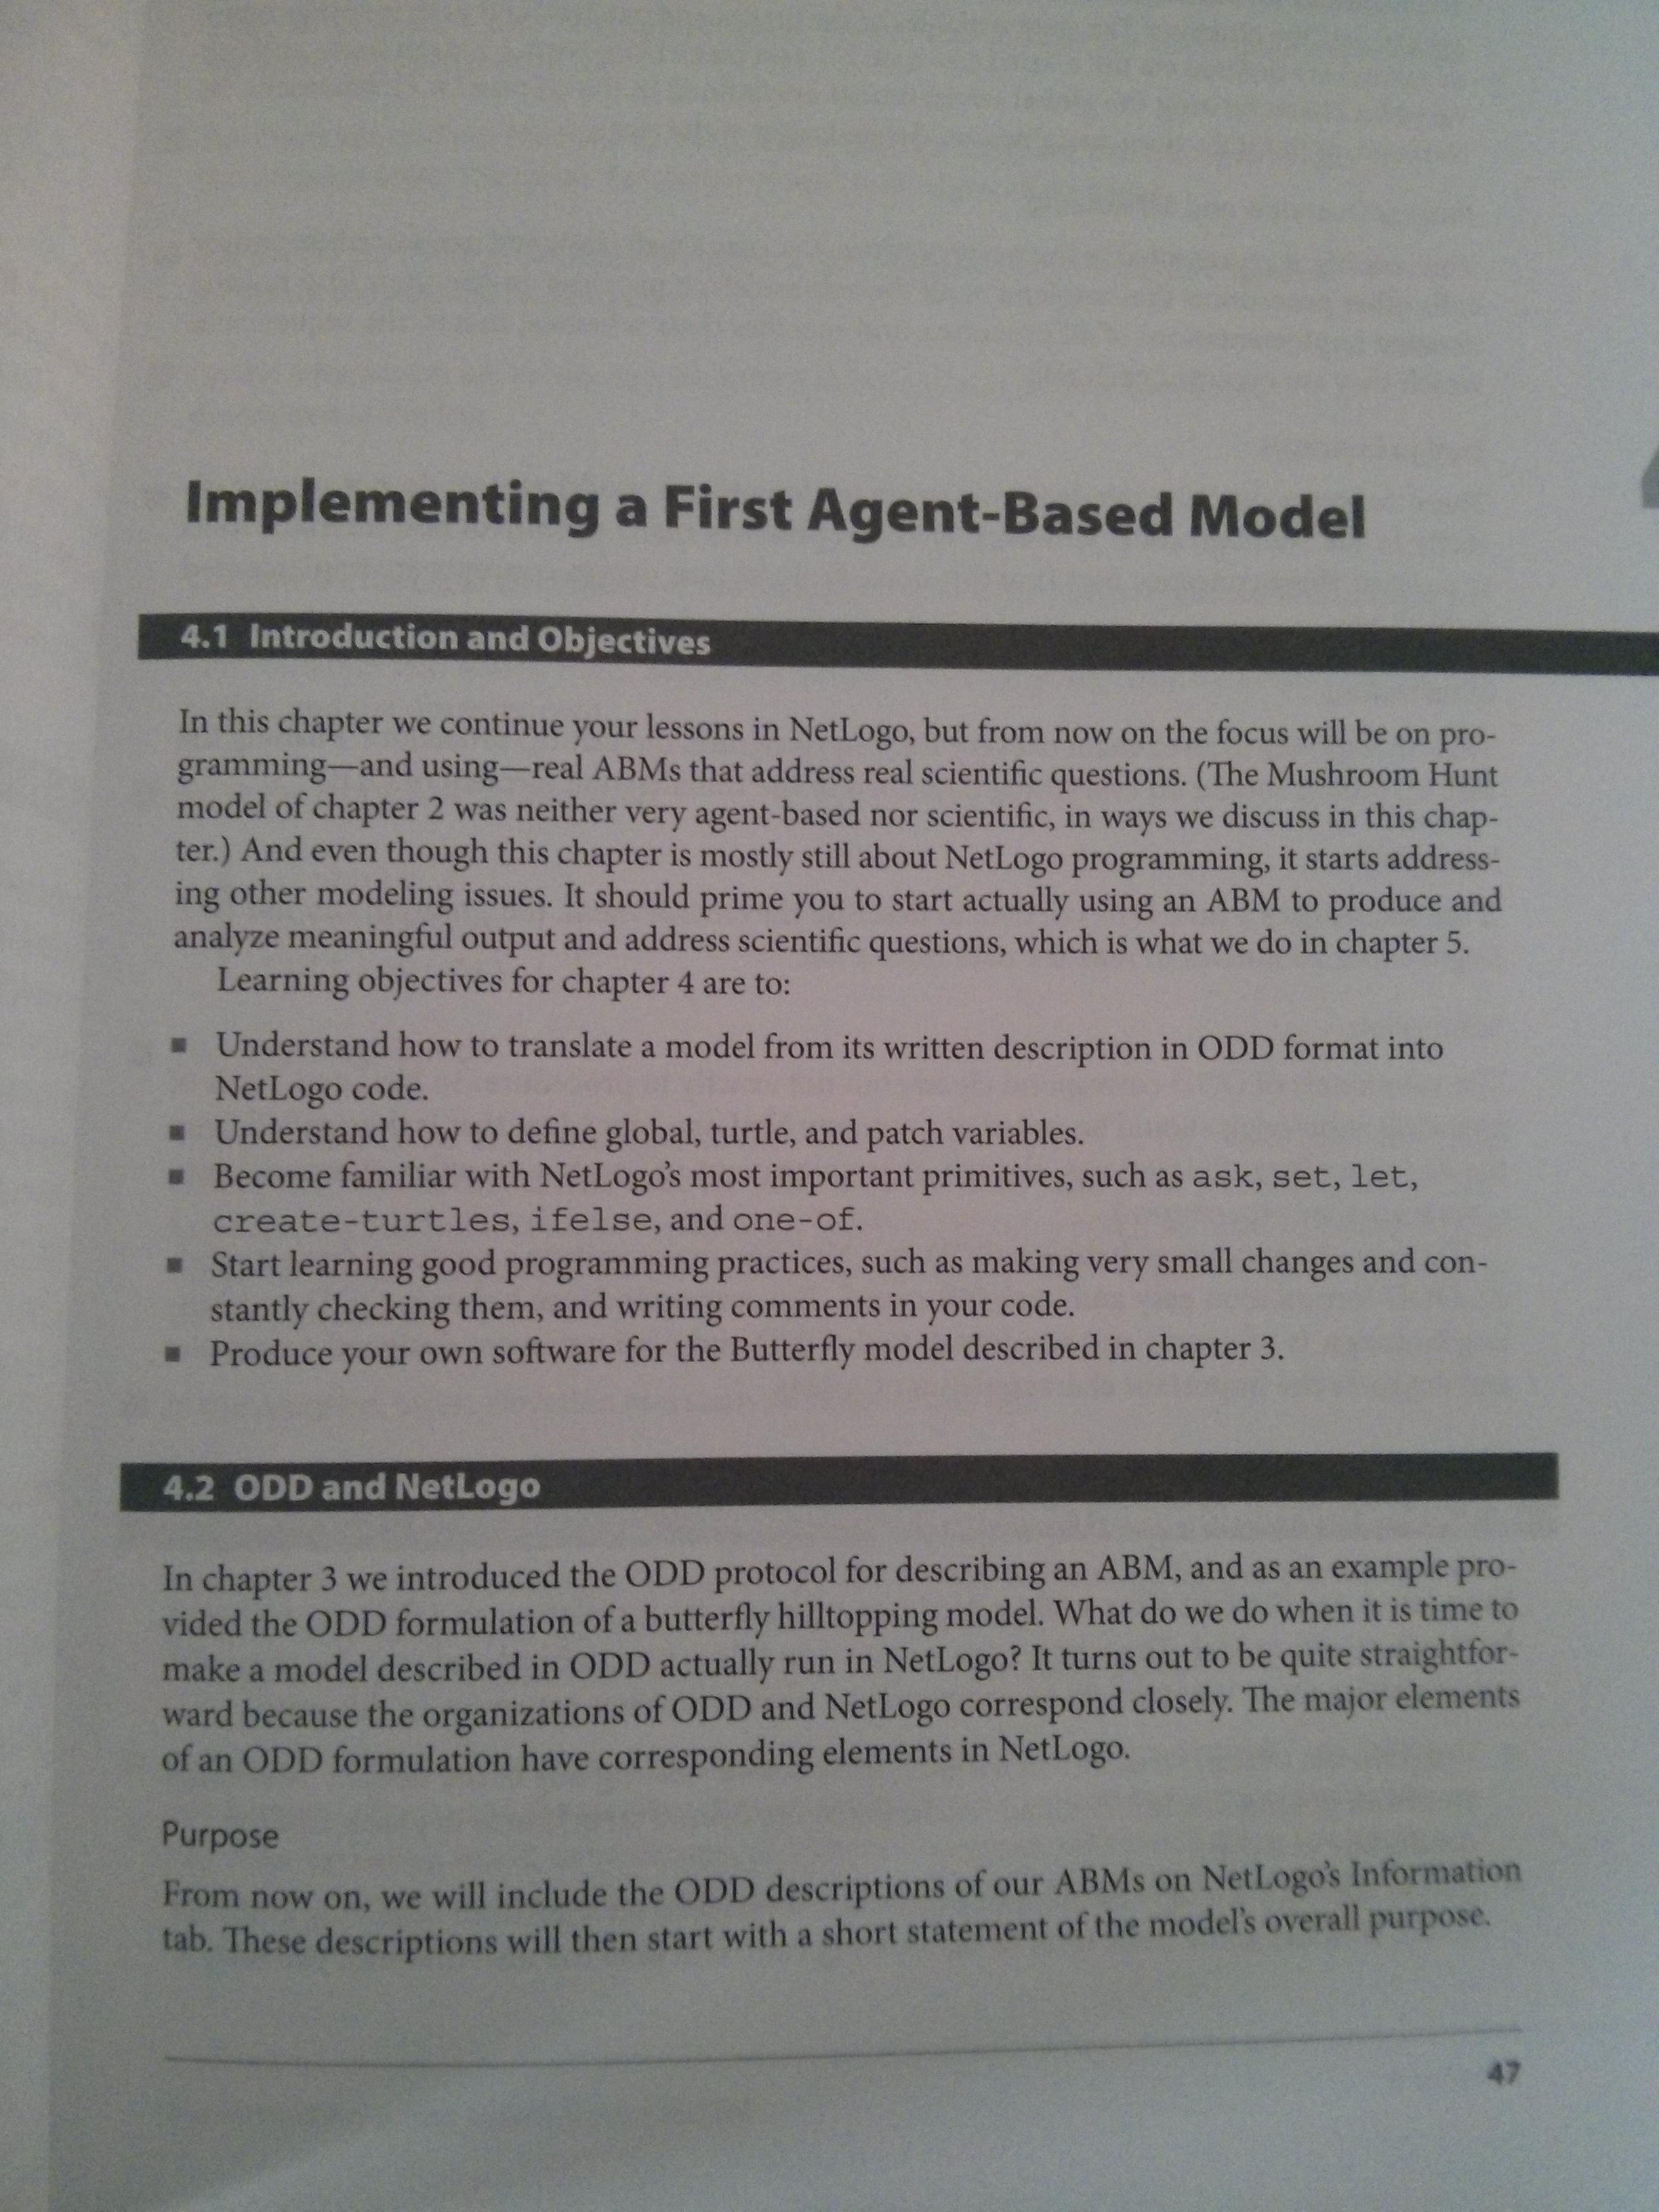 Implementing a First Agent-Based Model
4.1 Introduction and Objectives
In this chapter we continue your lessons in NetLogo, but from now on the focus will be on pro-
gramming—and using—real ABMs that address real scientific questions. (The Mushroom Hunt
model of chapter 2 was neither very agent-based nor scientific, in ways we discuss in this chap-
ter.) And even though this chapter is mostly still about NetLogo programming, it starts address-
ing other modeling issues. It should prime you to start actually using an ABM to produce and
analyze meaningful output and address scientific questions, which is what we do in chapter 5.
Learning objectives for chapter 4 are to:
■ Understand how to translate a model from its written description in ODD format into
NetLogo code.
■ Understand how to define global, turtle, and patch variables.
■ Become familiar with NetLogo's most important primitives, such as ask, set, let,
create-turtles, ifelse, and one-of.
■ Start learning good programming practices, such as making very small changes and con-
stantly checking them, and writing comments in your code.
■ Produce your own software for the Butterfly model described in chapter 3.
4.2 ODD and NetLogo
In chapter 3 we introduced the ODD protocol for describing an ABM, and as an example pro-
vided the ODD formulation of a butterfly hilltopping model. What do we do when it is time to
make a model described in ODD actually run in NetLogo? It turns out to be quite straightfor-
ward because the organizations of ODD and NetLogo correspond closely. The major elements
of an ODD formulation have corresponding elements in NetLogo.
Purpose
From now on, we will include the ODD descriptions of our ABMs on NetLogo's Information
tab. These descriptions will then start with a short statement of the model's overall purpose.
47